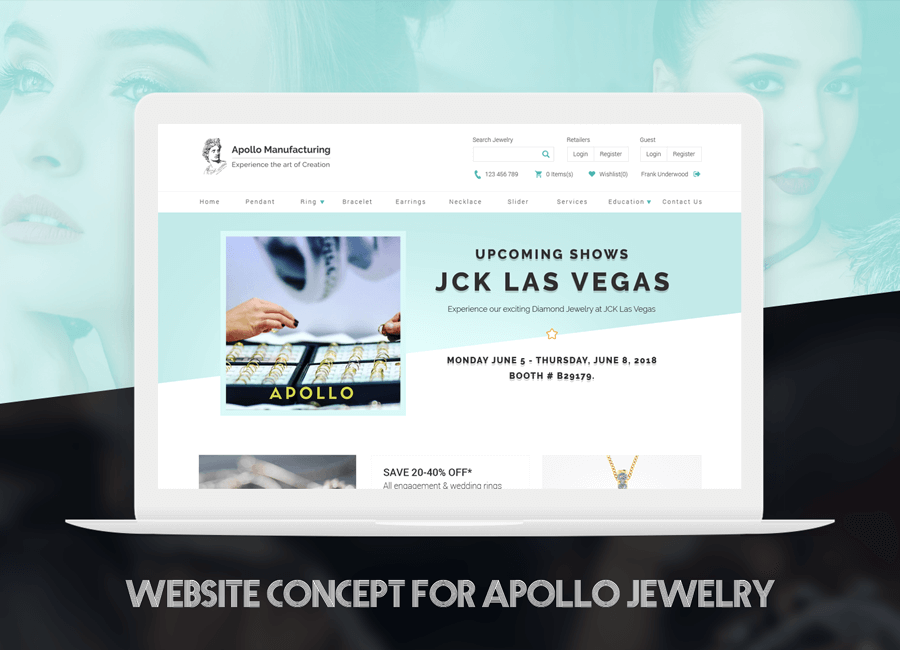 Apollo Manufacturing
Experience the art of Creation
Search Jewelry
Retailers
Login Register
Guest
Login Register
123 456 789
0 Items(s)
Wishlist(0)
Frank Underwood
Home Pendant Ring Bracelet Earrings Necklace Slider Services Education Contact Us
APOLLO
UPCOMING SHOWS
JCK LAS VEGAS
Experience our exciting Diamond Jewelry at JCK Las Vegas
MONDAY JUNE 5 - THURSDAY, JUNE 8, 2018
BOOTH # B29179.
SAVE 20-40% OFF*
All engagement & wedding rings
WEBSITE CONCEPT FOR APOLLO JEWELRY